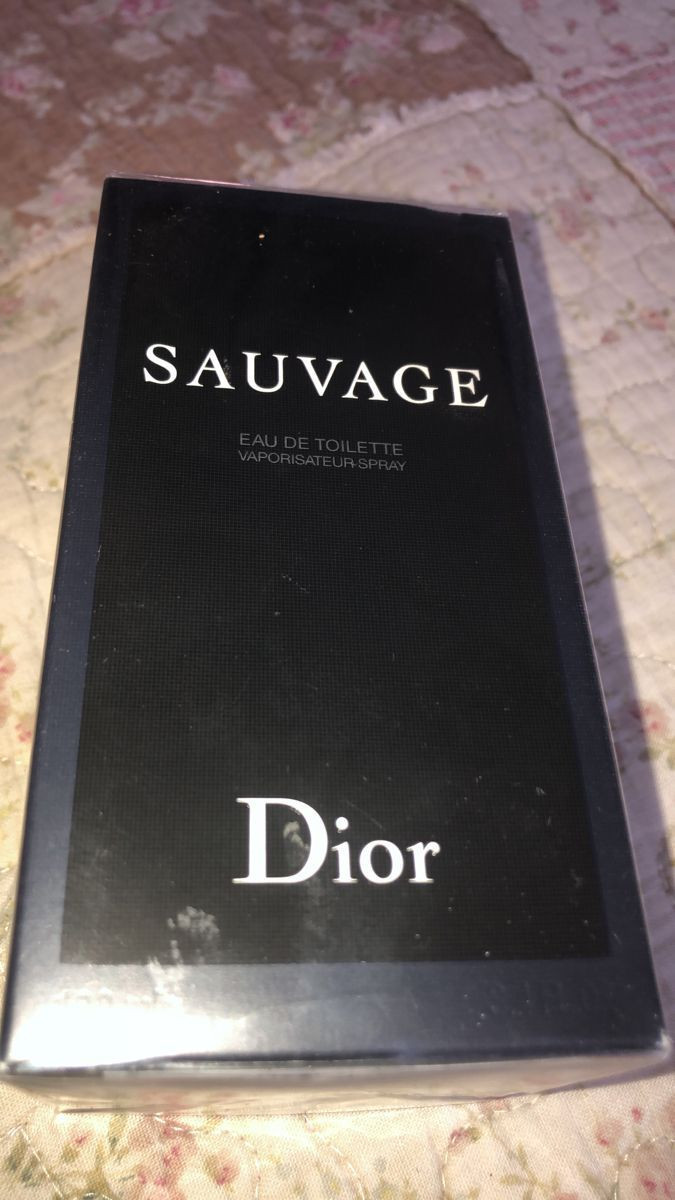 SAUVAGE
EAU DE TOILETTE
VAPORISATEUR-SPRAY
Dior